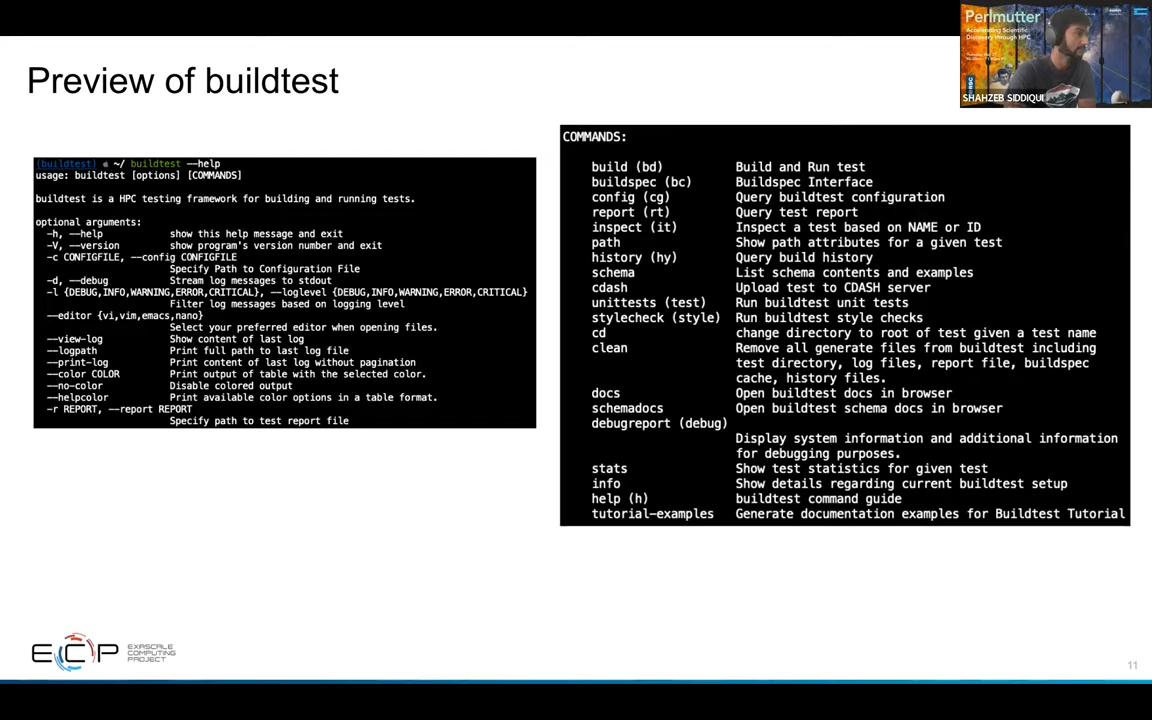 Perlmutter
Accelerating Scientific
Discovery through HPC
SHAHZEB SIDDIQUI
Preview of buildtest
(buildtest) ~/ buildtest --help
usage: buildtest [options] [COMMANDS]
buildtest is a HPC testing framework for building and running tests.
optional arguments:
-h, --help show this help message and exit
-V, --version show program's version number and exit
-c CONFIGFILE, --config CONFIGFILE
Specify Path to Configuration File
-d, --debug Stream log messages to stdout
-l {DEBUG,INFO,WARNING,ERROR,CRITICAL}, --loglevel {DEBUG,INFO,WARNING,ERROR,CRITICAL}
Filter log messages based on logging level
--editor {vi,vim,emacs,nano}
Select your preferred editor when opening files.
--view-log Show content of last log
--logpath Print full path to last log file
--print-log Print content of last log without pagination
--color COLOR Print output of table with the selected color.
--no-color Disable colored output
--helpcolor Print available color options in a table format.
-r REPORT, --report REPORT
Specify path to test report file
COMMANDS:
build (bd) Build and Run test
buildspec (bc) Buildspec Interface
config (cg) Query buildtest configuration
report (rt) Query test report
inspect (it) Inspect a test based on NAME or ID
path Show path attributes for a given test
history (hy) Query build history
schema List schema contents and examples
cdash Upload test to CDASH server
unittests (test) Run buildtest unit tests
stylecheck (style) Run buildtest style checks
cd change directory to root of test given a test name
clean Remove all generate files from buildtest including
test directory, log files, report file, buildspec
cache, history files.
docs Open buildtest docs in browser
schemadocs Open buildtest schema docs in browser
debugreport (debug)
Display system information and additional information
for debugging purposes.
stats Show test statistics for given test
info Show details regarding current buildtest setup
help (h) buildtest command guide
tutorial-examples Generate documentation examples for Buildtest Tutorial
ECP EXASCALE
COMPUTING
PROJECT
11